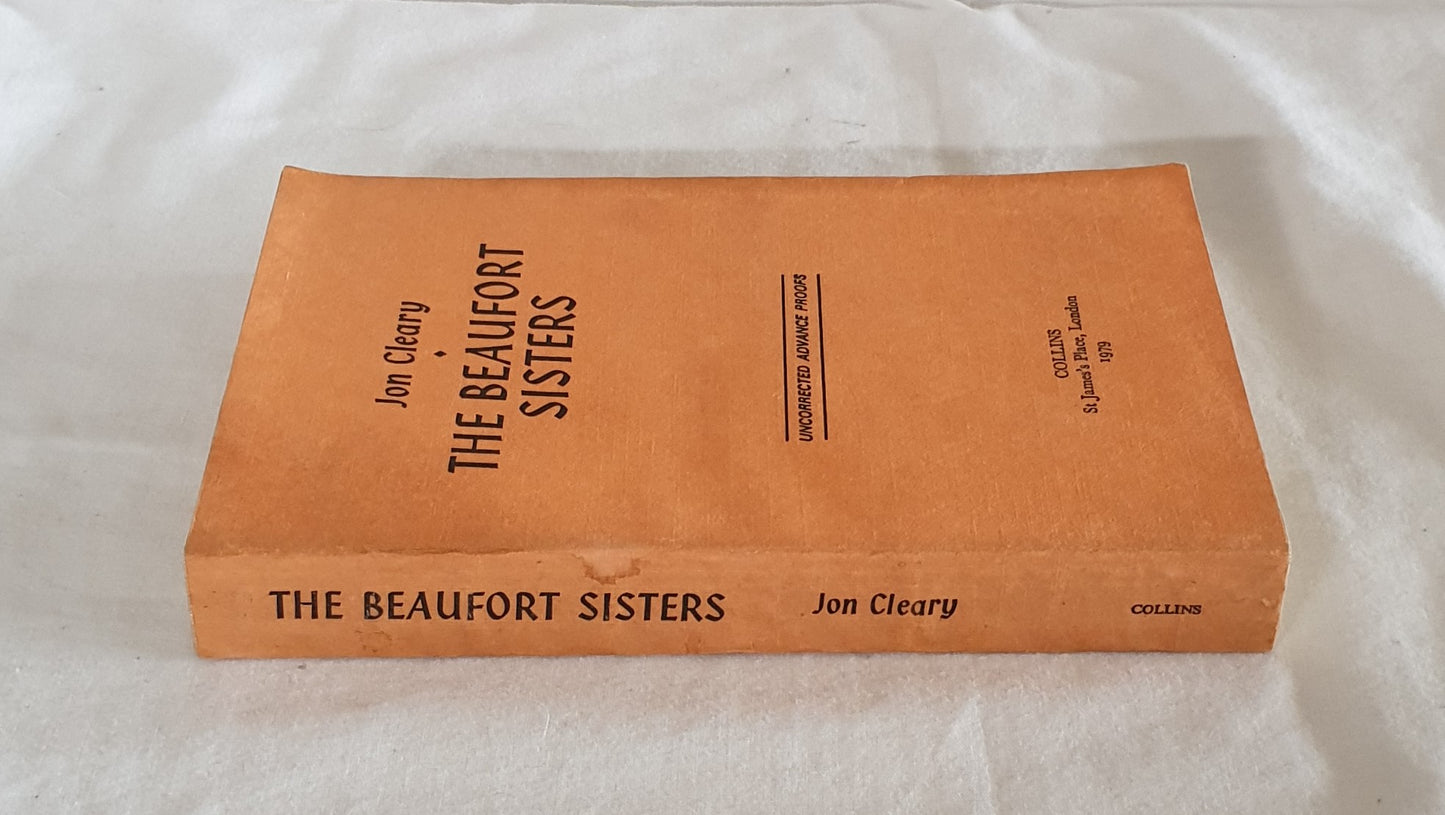 Jon Cleary
THE BEAUFORT
SISTERS
UNCORRECTED ADVANCE PROOFS
COLLINS
St James's Place, London
1979
THE BEAUFORT SISTERS
Jon Cleary
COLLINS